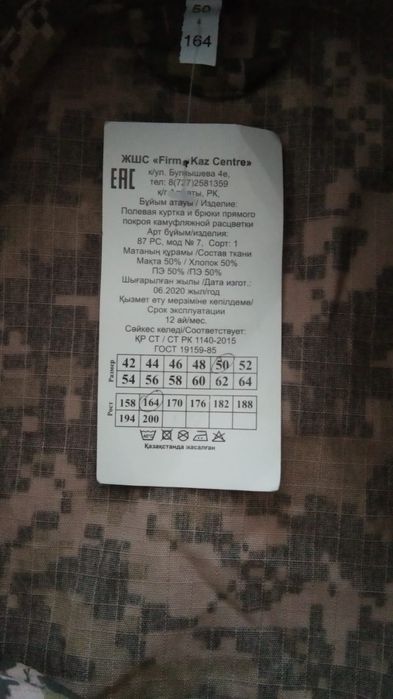 50
164
ЖШС «Firm Kaz Centre»
EAC
к/ул. Булкышева 4в,
тел: 8(727)2581359
РК,
Бұйым атауы / Изделие:
Полевая куртка и брюки прямого
покроя камуфляжной расцветки
Арт бұйым/изделия:
87 РС, мод № 7, Сорт: 1
Матаның құрамы /Состав ткани
Мақта 50% / Хлопок 50%
ПЭ 50% /ПЭ 50%
Шығарылған жылы /Дата изгот.:
06.2020 жыл/год
Қызмет ету мерзіміне кепілдеме/
Срок эксплуатации
12 ай/мес.
Сәйкес келеді/Соответствует:
ҚР СТ / СТ РК 1140-2015
ГОСТ 19159-85
Размер
42 44 46 48 50 52
54 56 58 60 62 64
Рост
158 164 170 176 182 188
194 200
Қазақстанда жасалған